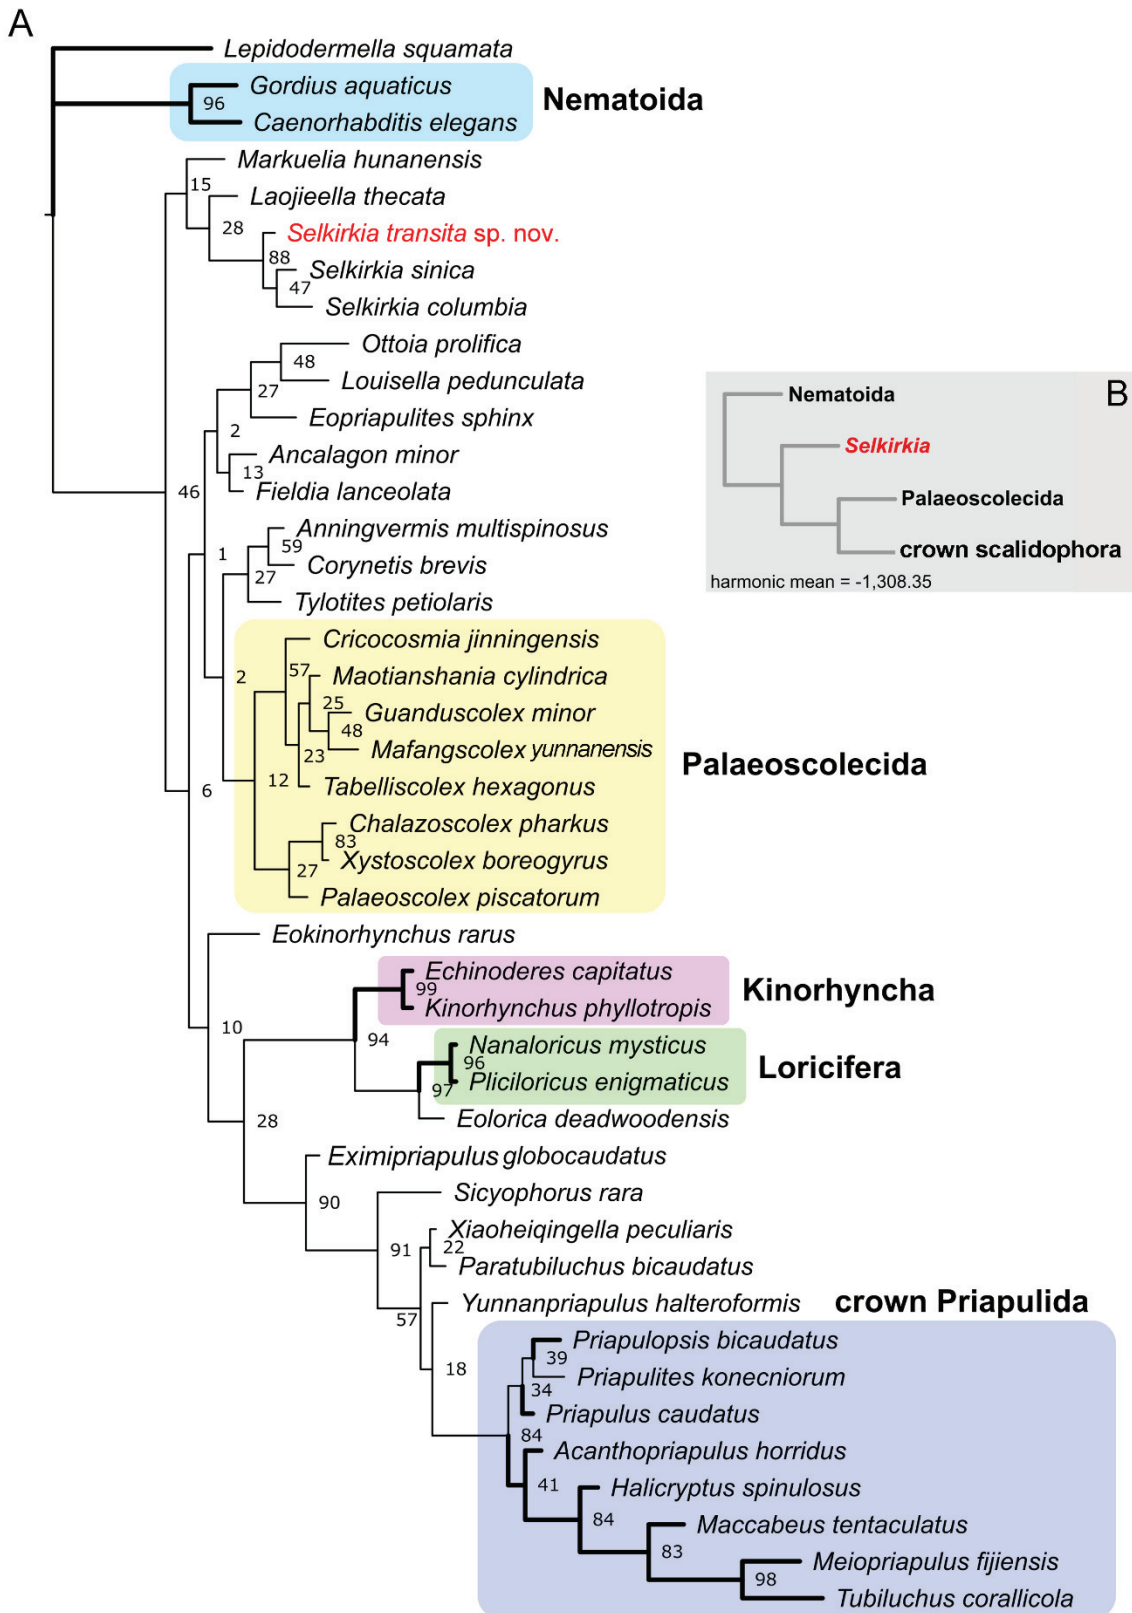 A
Lepidodermella squamata
Gordius aquaticus
96
Nematoida
Caenorhabditis elegans
Markuelia hunanensis
15
Laojieella thecata
28
Selkirkia transita sp. nov.
88
Selkirkia sinica
47
Selkirkia columbia
Ottoia prolifica
48
Louisella pedunculata
27
Eopriapulites sphinx
2
Ancalagon minor
13
Fieldia lanceolata
46
Anningvermis multispinosus
59
1
Corynetis brevis
27
Tylotites petiolaris
Cricocosmia jinningensis
57
2
Maotianshania cylindrica
25
Guanduscolex minor
48
Mafangscolex yunnanensis
23
Palaeoscolecida
12
Tabelliscolex hexagonus
6
Chalazoscolex pharkus
83
Xystoscolex boreogyrus
27
Palaeoscolex piscatorum
Eokinorhynchus rarus
Echinoderes capitatus
99
Kinorhyncha
Kinorhynchus phyllotropis
10
94
Nanaloricus mysticus
96
Loricifera
Pliciloricus enigmaticus
97
Eolorica deadwoodensis
28
Eximipriapulus globocaudatus
90
Sicyophorus rara
Xiaoheiqingella peculiaris
91
22
Paratubiluchus bicaudatus
Yunnanpriapulus halteroformis
crown Priapulida
57
Priapulopsis bicaudatus
39
18
Priapulites konecniorum
34
Priapulus caudatus
84
Acanthopriapulus horridus
41
Halicryptus spinulosus
84
Maccabeus tentaculatus
83
Meiopriapulus fijiensis
98
Tubiluchus corallicola
B
Nematoida
Selkirkia
Palaeoscolecida
crown scalidophora
harmonic mean = -1,308.35